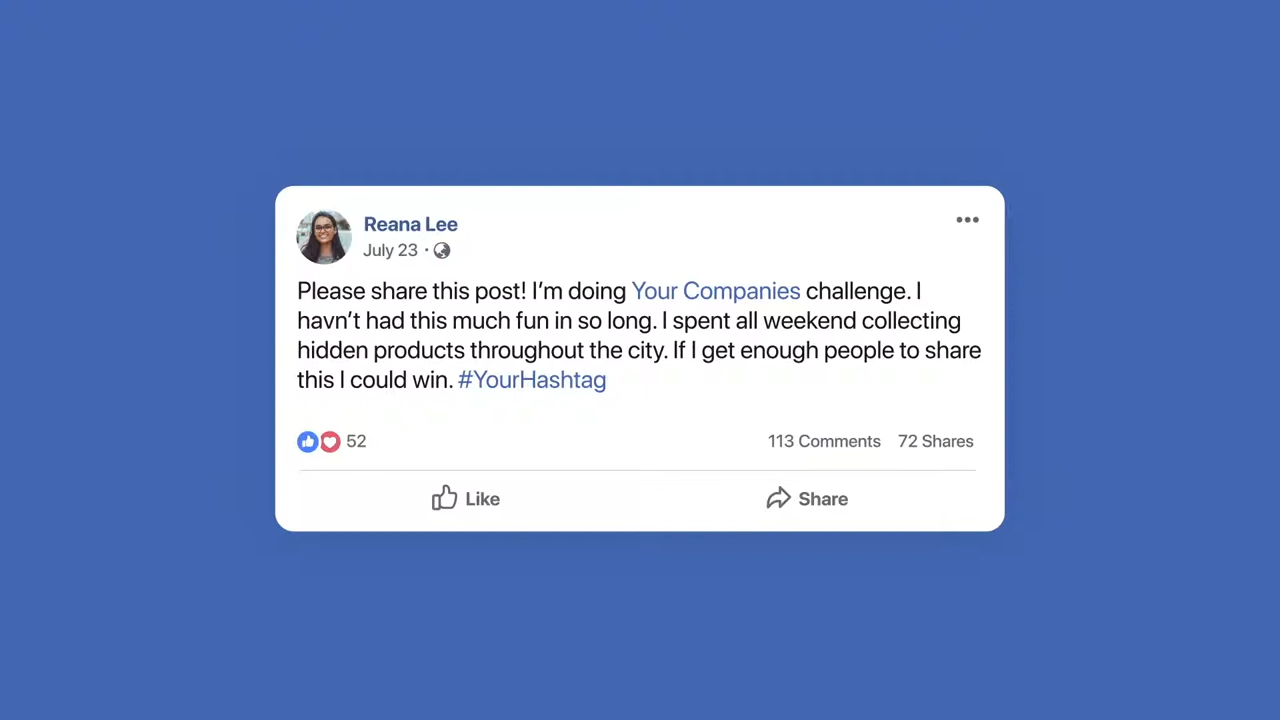 Reana Lee
July 23 ·
Please share this post! I'm doing Your Companies challenge. I
havn't had this much fun in so long. I spent all weekend collecting
hidden products throughout the city. If I get enough people to share
this I could win. #YourHashtag
52
113 Comments 72 Shares
Like
Share